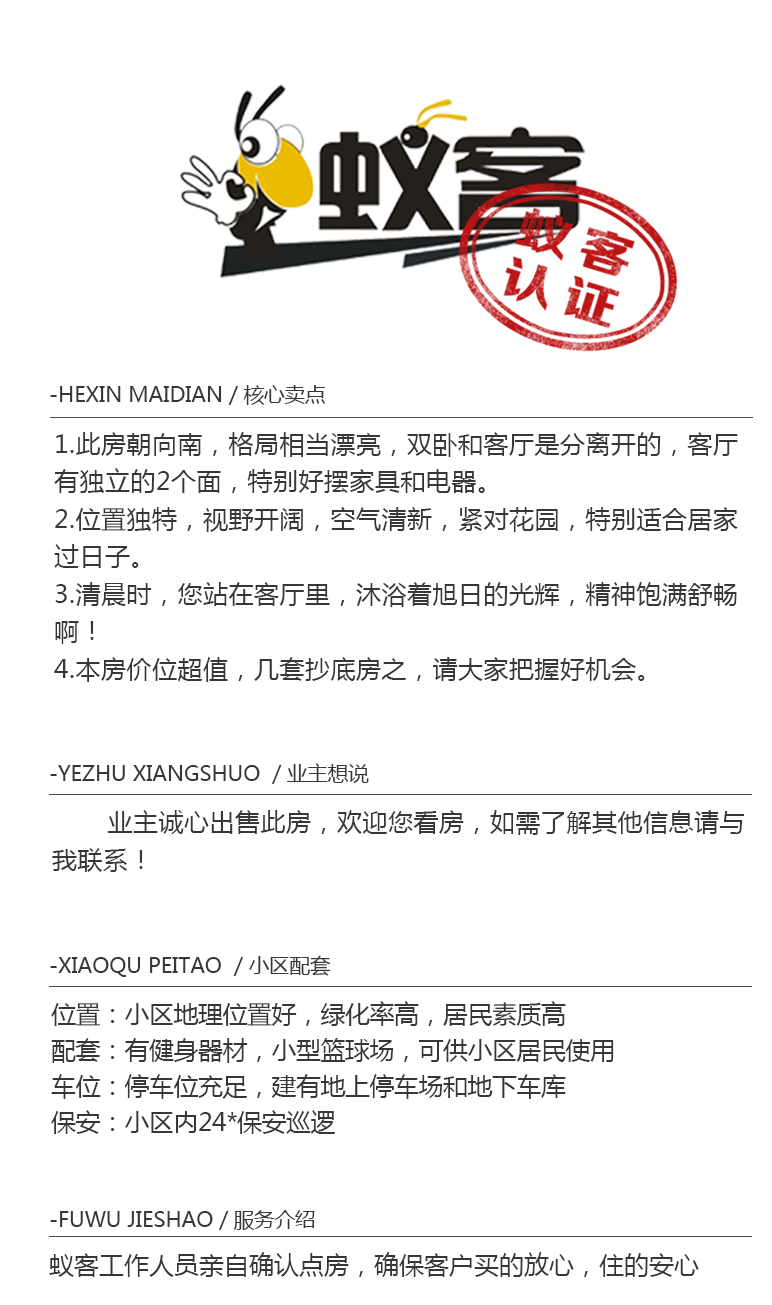 蚁客
蚁客
认证
-HEXIN MAIDIAN / 核心卖点
1.此房朝向南，格局相当漂亮，双卧和客厅是分离开的，客厅
有独立的2个面，特别好摆家具和电器。
2.位置独特，视野开阔，空气清新，紧对花园，特别适合居家
过日子。
3.清晨时，您站在客厅里，沐浴着旭日的光辉，精神饱满舒畅
啊！
4.本房价位超值，几套抄底房之，请大家把握好机会。
-YEZHU XIANGSHUO / 业主想说
业主诚心出售此房，欢迎您看房，如需了解其他信息请与
我联系！
-XIAOQU PEITAO / 小区配套
位置：小区地理位置好，绿化率高，居民素质高
配套：有健身器材，小型篮球场，可供小区居民使用
车位：停车位充足，建有地上停车场和地下车库
保安：小区内24*保安巡逻
-FUWU JIESHAO / 服务介绍
蚁客工作人员亲自确认点房，确保客户买的放心，住的安心